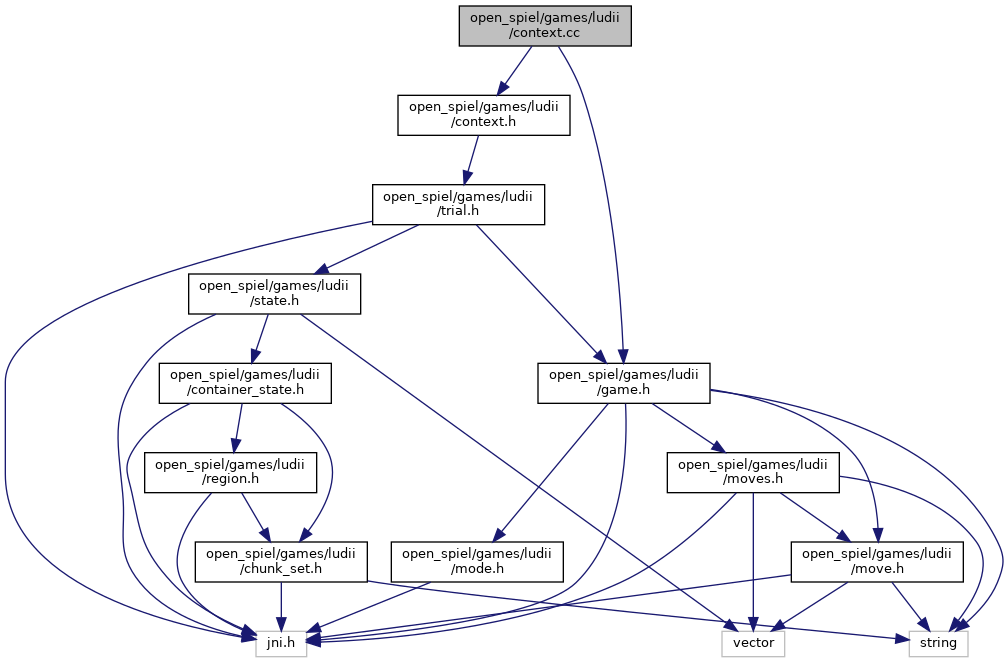 open_spiel/games/ludii
/context.cc
open_spiel/games/ludii
/context.h
open_spiel/games/ludii
/trial.h
open_spiel/games/ludii
/state.h
open_spiel/games/ludii
/container_state.h
open_spiel/games/ludii
/game.h
open_spiel/games/ludii
/region.h
open_spiel/games/ludii
/moves.h
open_spiel/games/ludii
/chunk_set.h
open_spiel/games/ludii
/mode.h
open_spiel/games/ludii
/move.h
jni.h
vector
string